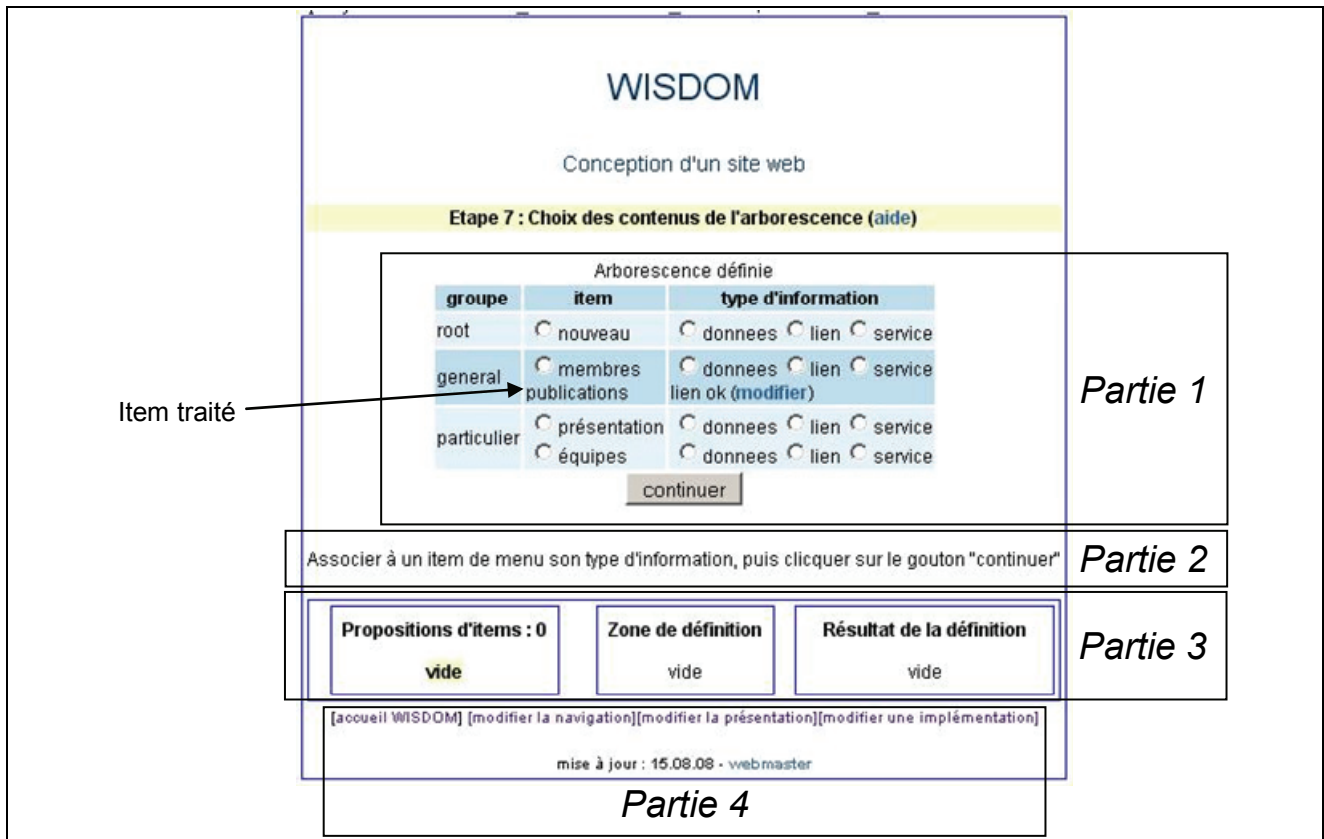 WISDOM
Conception d'un site web
Etape 7 : Choix des contenus de l'arborescence (aide)
Arborescence définie
groupe item type d'information
root nouveau donnees lien service
general membres donnees lien service
publications lien ok (modifier)
Item traité
particulier présentation donnees lien service
équipes donnees lien service
continuer
Partie 1
Associer à un item de menu son type d'information, puis clicquer sur le gouton "continuer"
Partie 2
Propositions d'items : 0 Zone de définition Résultat de la définition
vide vide vide
Partie 3
[accueil WISDOM] [modifier la navigation][modifier la présentation][modifier une implémentation]
mise à jour : 15.08.08 - webmaster
Partie 4